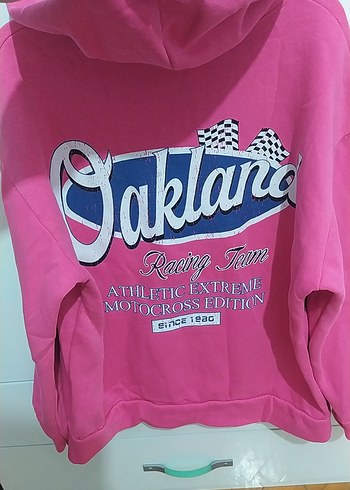 Oakland
Racing Team
ATHLETIC EXTREME
MOTOCROSS EDITION
SINCE 1980